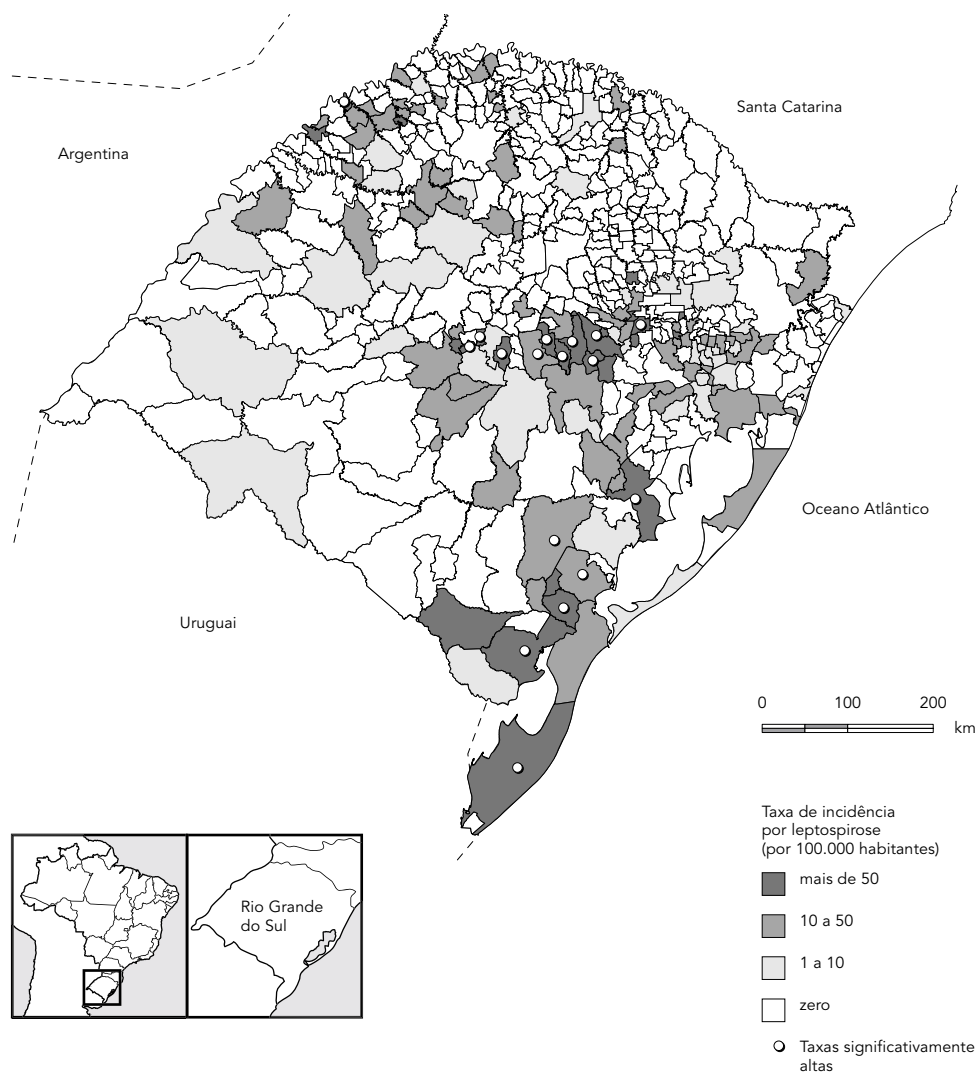 Santa Catarina
Argentina
Oceano Atlântico
Uruguai
0 100 200
km
Taxa de incidência
por leptospirose
(por 100.000 habitantes)
mais de 50
10 a 50
1 a 10
zero
Taxas significativamente
altas
Rio Grande
do Sul